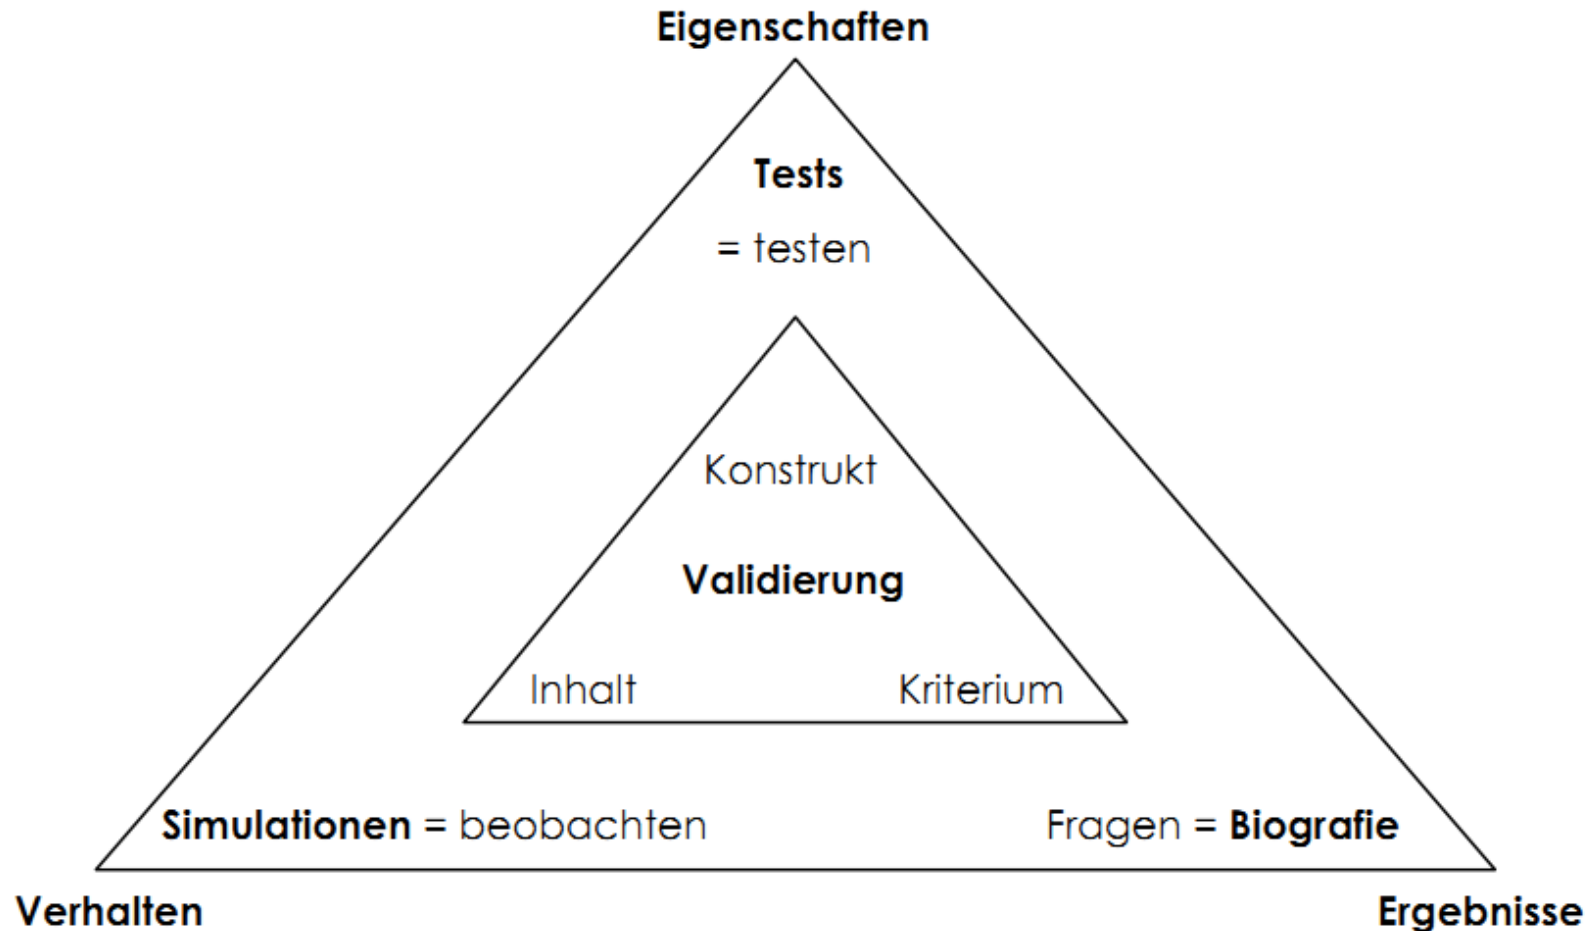 Eigenschaften
Tests
= testen
Konstrukt
Validierung
Inhalt
Kriterium
Simulationen = beobachten
Fragen = Biografie
Verhalten
Ergebnisse